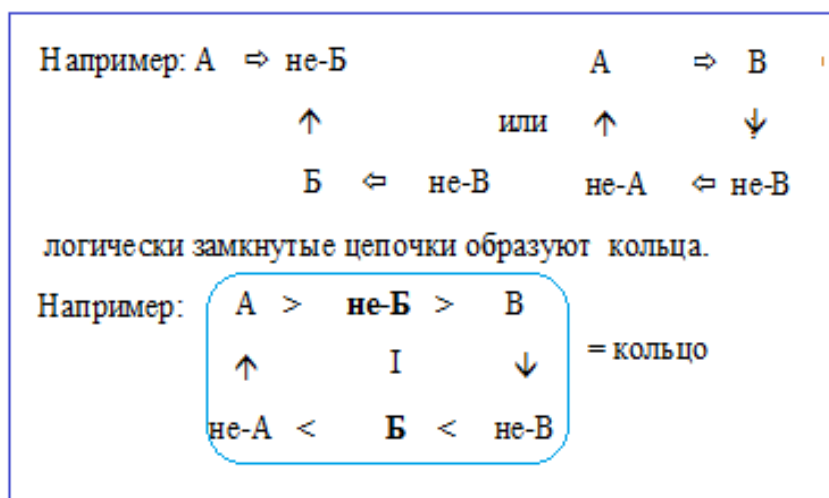 Например: А ⇨ не-Б А ⇨ В
↑ или ↑ ↓
Б ⇦ не-В не-А ⇦ не-В
логически замкнутые цепочки образуют кольца.
Например: А > не-Б > В
↑ I ↓ = кольцо
не-А < Б < не-В